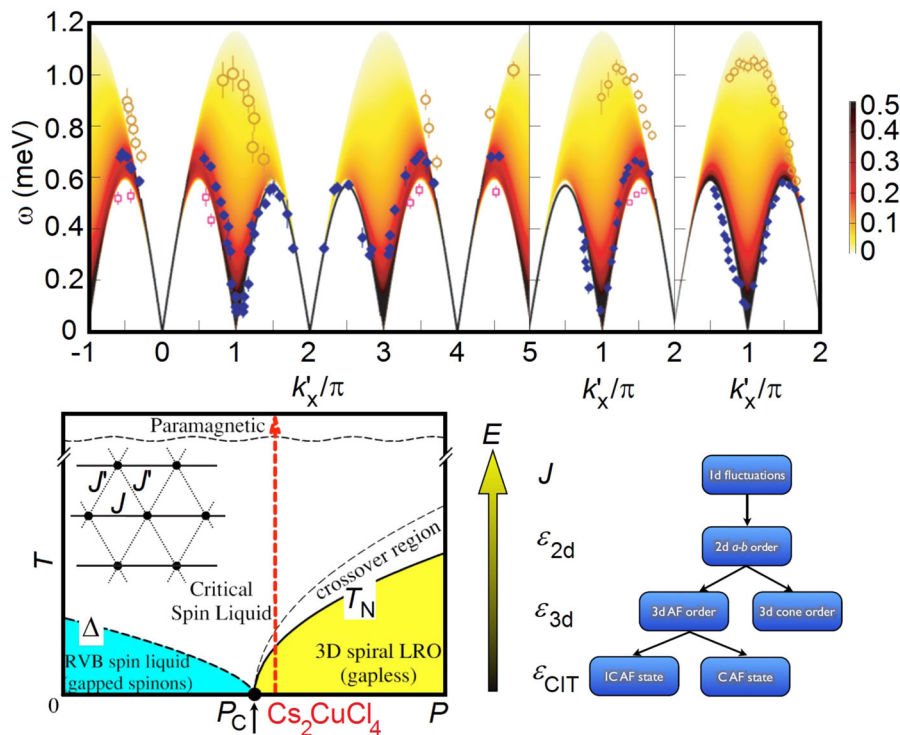 1.2
1.0
0.8
0.6
0.4
0.2
0
ω (meV)
-1 0 1 2 3 4 5 1 2 1 2
k'x/π k'x/π k'x/π
0.5
0.4
0.3
0.2
0.1
0
Paramagnetic
J' J'
J
T
Critical
Spin Liquid
crossover region
TN
Δ
RVB spin liquid
(gapped spinons)
3D spiral LRO
(gapless)
0
PC
Cs2CuCl4
P
E
J
ε2d
ε3d
εCIT
1d fluctuations
2d a-b order
3d AF order 3d cone order
IC AF state C AF state